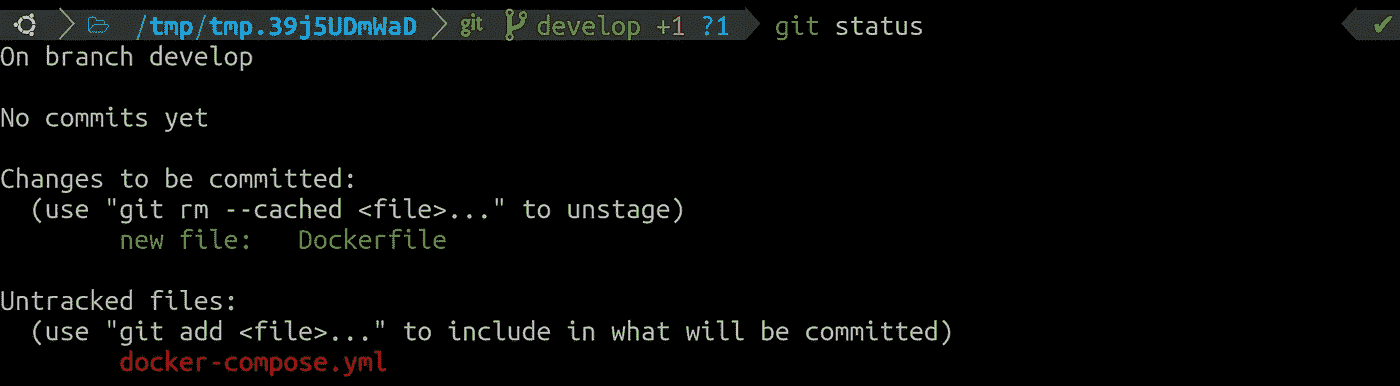 /tmp/tmp.39j5UDmWaD git develop +1 ?1 git status
On branch develop
No commits yet
Changes to be committed:
(use "git rm --cached <file>..." to unstage)
new file: Dockerfile
Untracked files:
(use "git add <file>..." to include in what will be committed)
docker-compose.yml